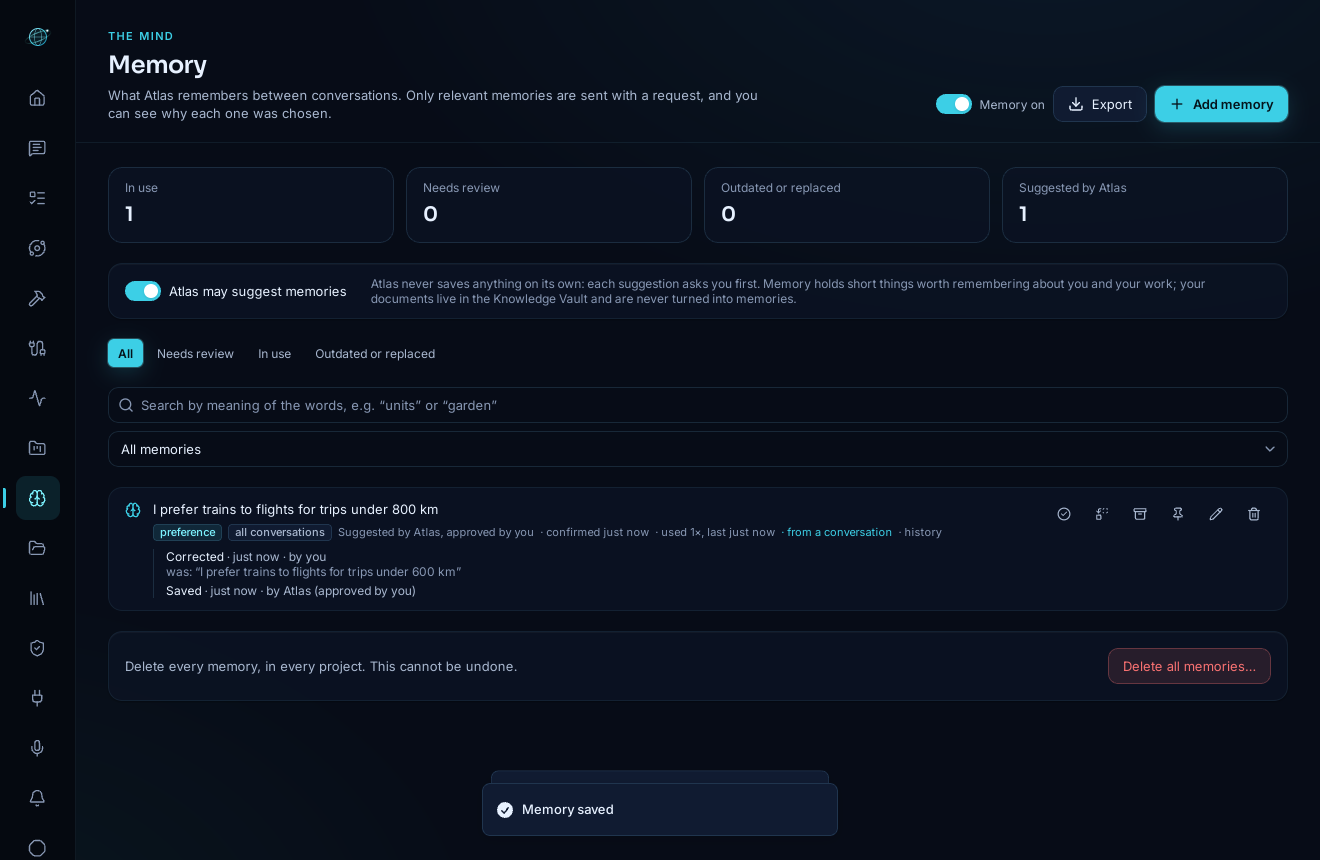 THE MIND
Memory
What Atlas remembers between conversations. Only relevant memories are sent with a request, and you
can see why each one was chosen.
Memory on
Export
Add memory
In use
1
Needs review
0
Outdated or replaced
0
Suggested by Atlas
1
Atlas may suggest memories
Atlas never saves anything on its own: each suggestion asks you first. Memory holds short things worth remembering about you and your work; your
documents live in the Knowledge Vault and are never turned into memories.
All
Needs review
In use
Outdated or replaced
Search by meaning of the words, e.g. “units” or “garden”
All memories
I prefer trains to flights for trips under 800 km
preference all conversations Suggested by Atlas, approved by you · confirmed just now · used 1×, last just now · from a conversation · history
Corrected · just now · by you
was: “I prefer trains to flights for trips under 600 km”
Saved · just now · by Atlas (approved by you)
Delete every memory, in every project. This cannot be undone.
Delete all memories…
Memory saved